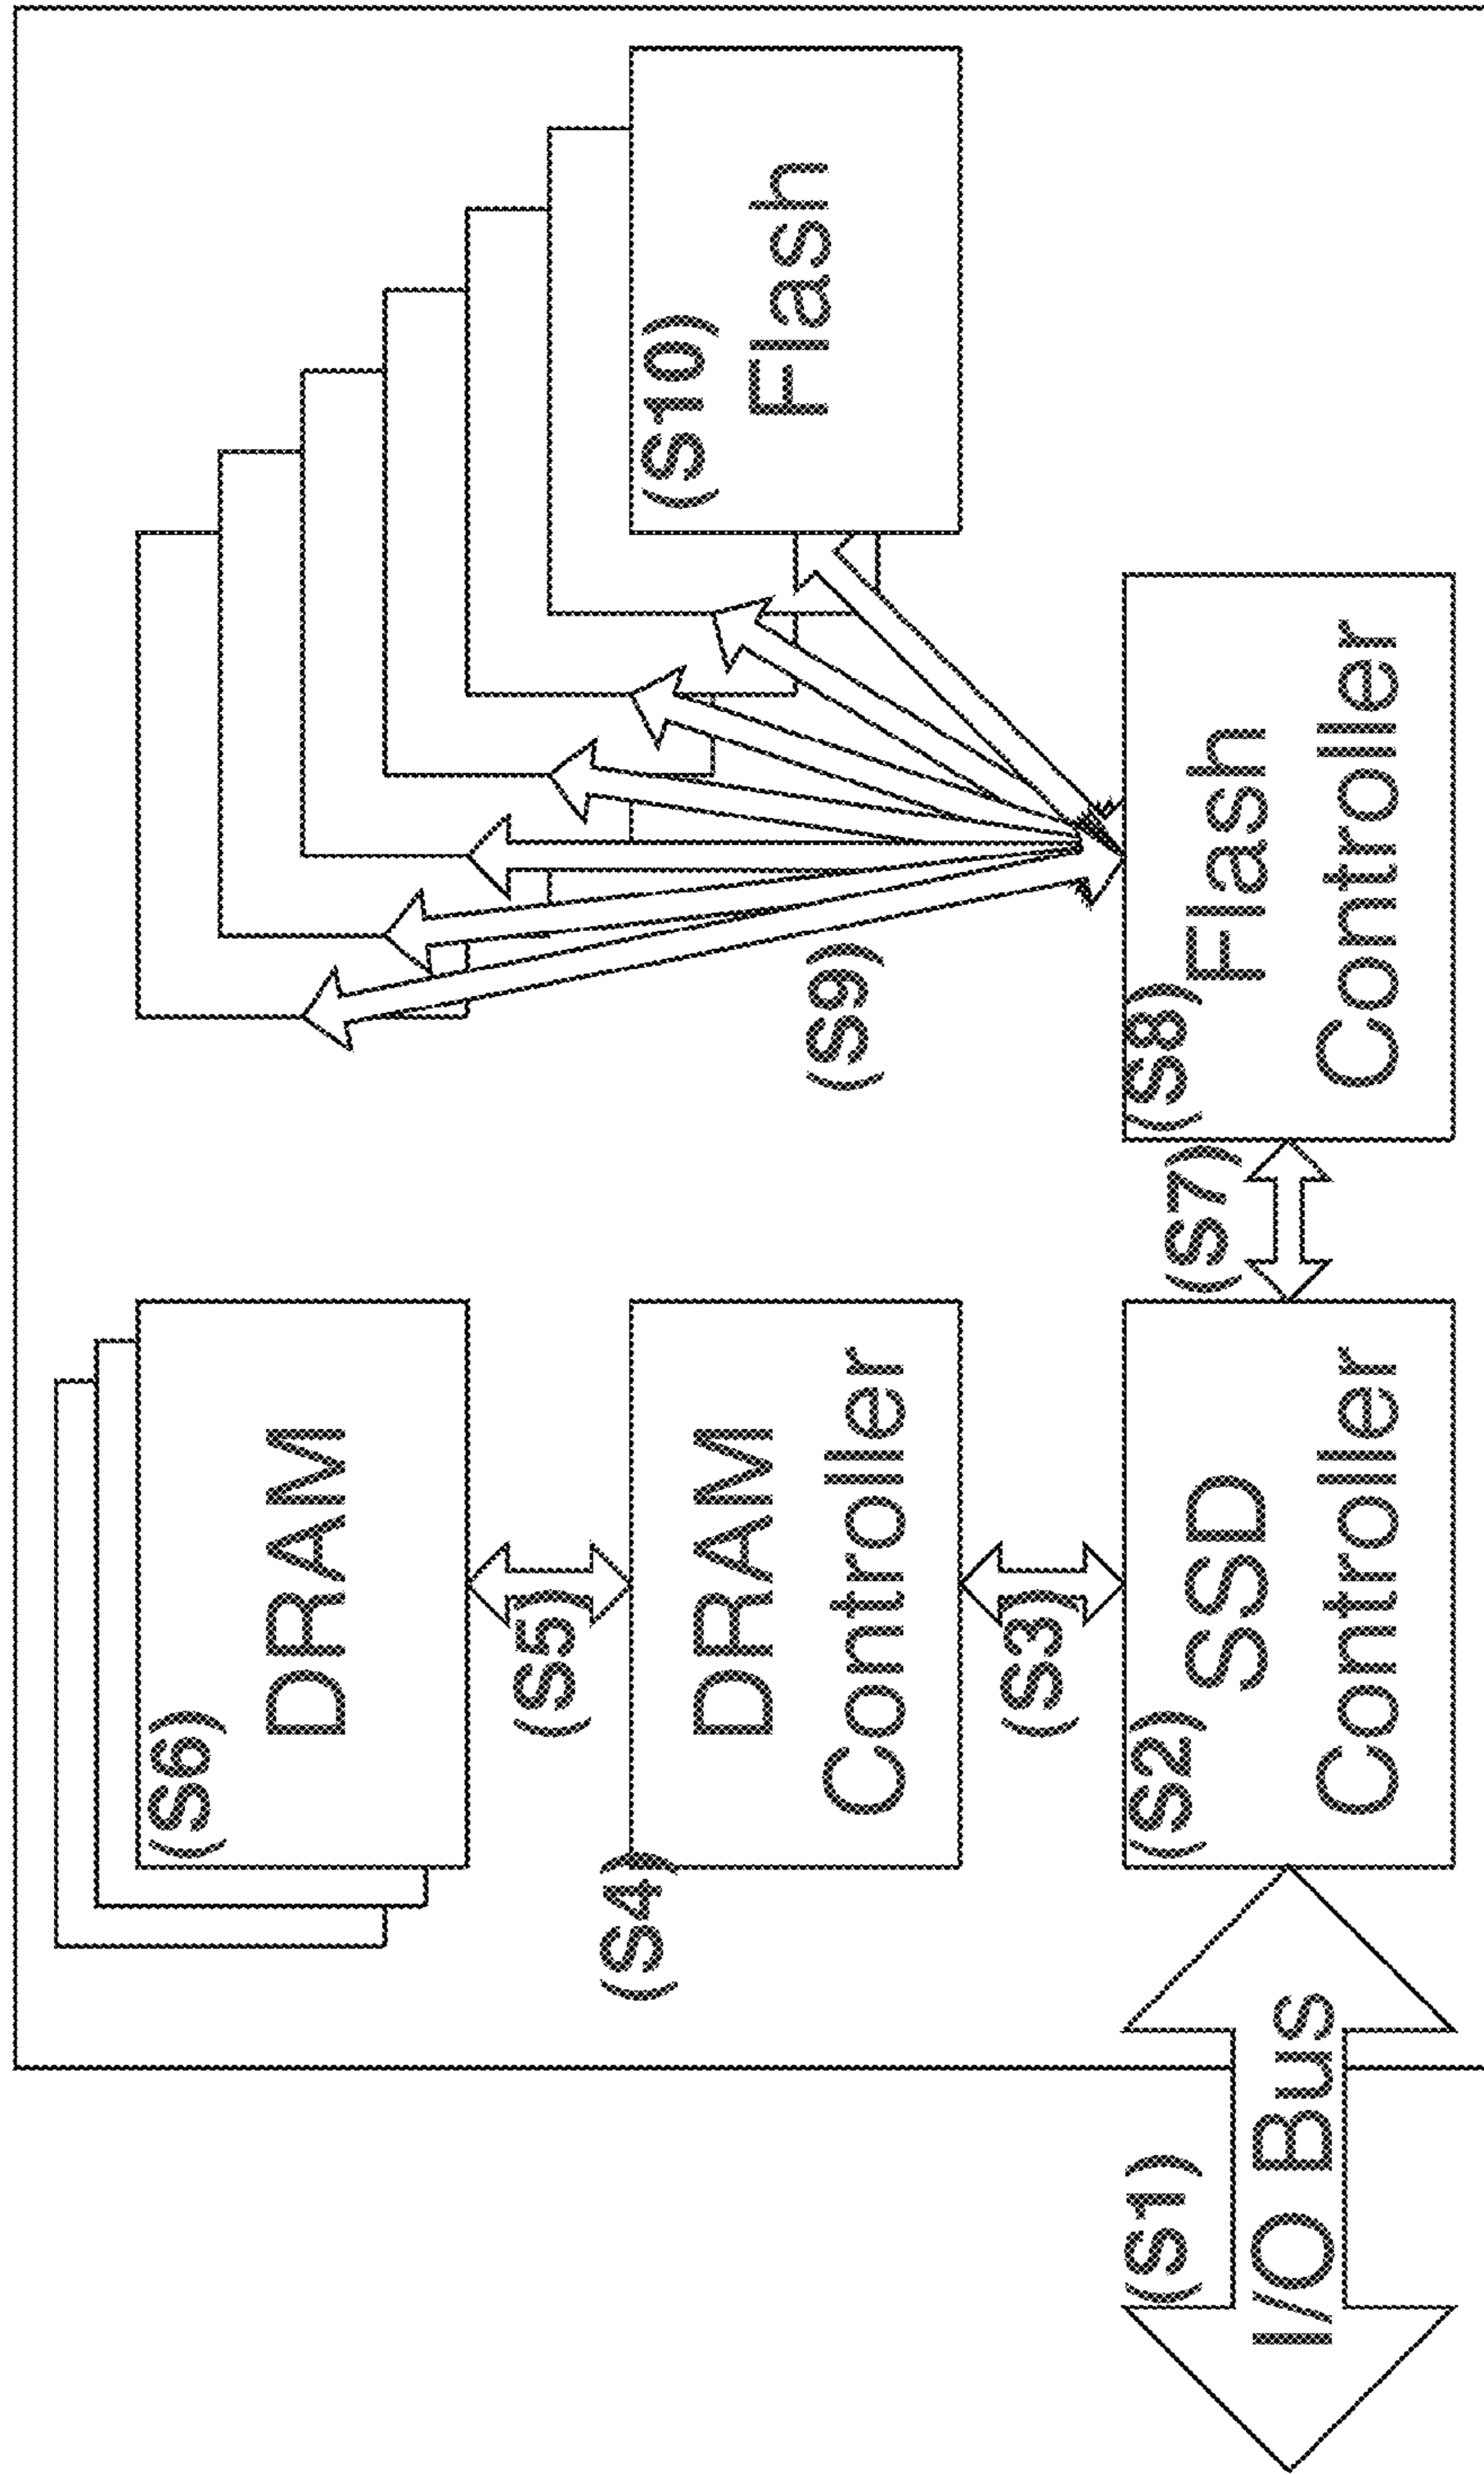 (S6)
DRAM
(S5)
(S4)
DRAM
Controller
(S3)
(S2)
SSD
Controller
(S1)
I/O Bus
(S7)
(S8)
Flash
Controller
(S9)
(S10)
Flash